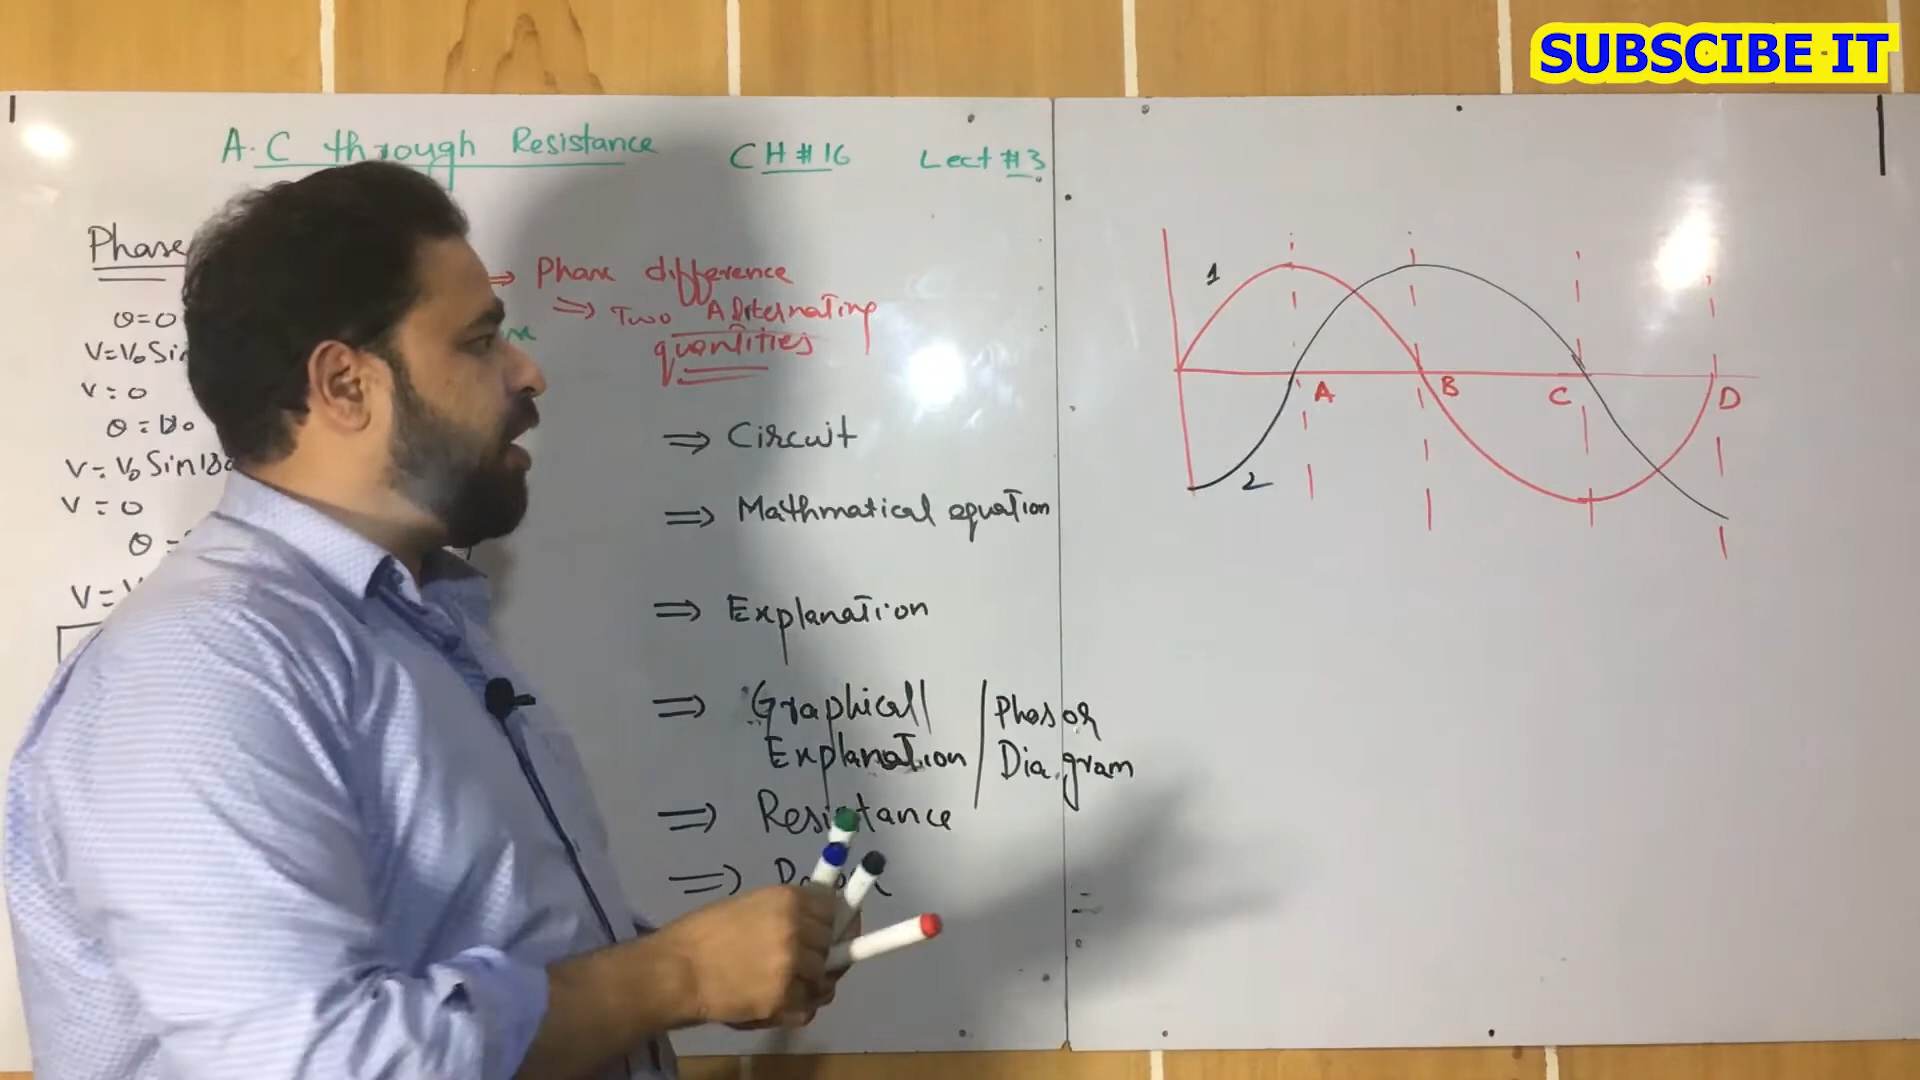 SUBSCIBE IT
A.C through Resistance CH#16 Lect #3
Phase
θ=0
V=V₀Sin
V=0
V=V₀Sin180
V=0
θ=
V=V
⇒ Phase difference
⇒ Two Alternating
quantities
⇒ Circuit
⇒ Mathmatical equation
⇒ Explanation
⇒ Graphical / Phasor
Explanation / Diagram
⇒ Resistance
⇒
1
2
A B C D